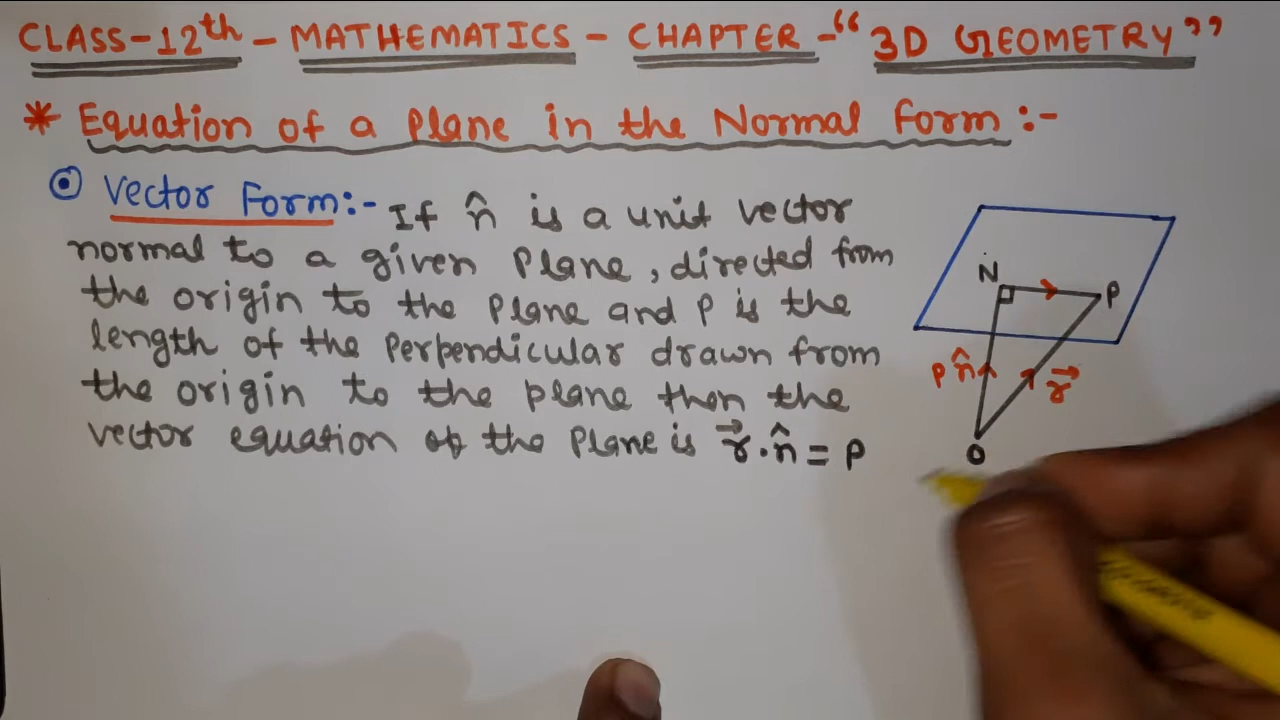 CLASS-12th - MATHEMATICS - CHAPTER - “3D GEOMETRY”
* Equation of a Plane in the Normal Form :-
⊙ Vector Form:- If n̂ is a unit vector
normal to a given Plane, directed from
the origin to the Plane and P is the
length of the Perpendicular drawn from
the origin to the plane then the
vector equation of the Plane is r⃗.n̂ = P
N
P
P n̂
r⃗
O